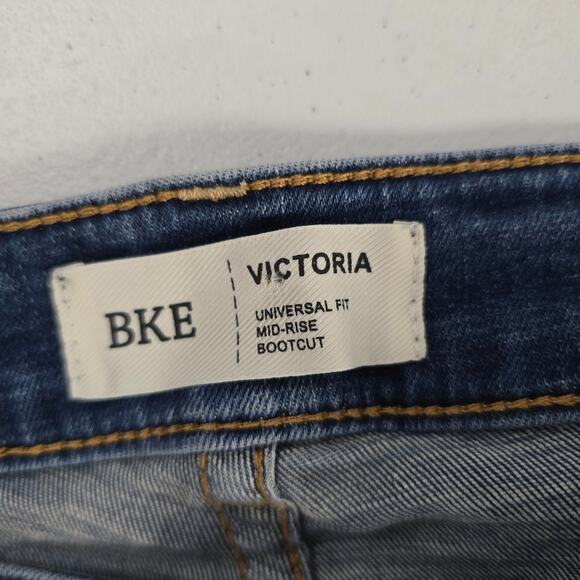 BKE
VICTORIA
UNIVERSAL FIT
MID-RISE
BOOTCUT